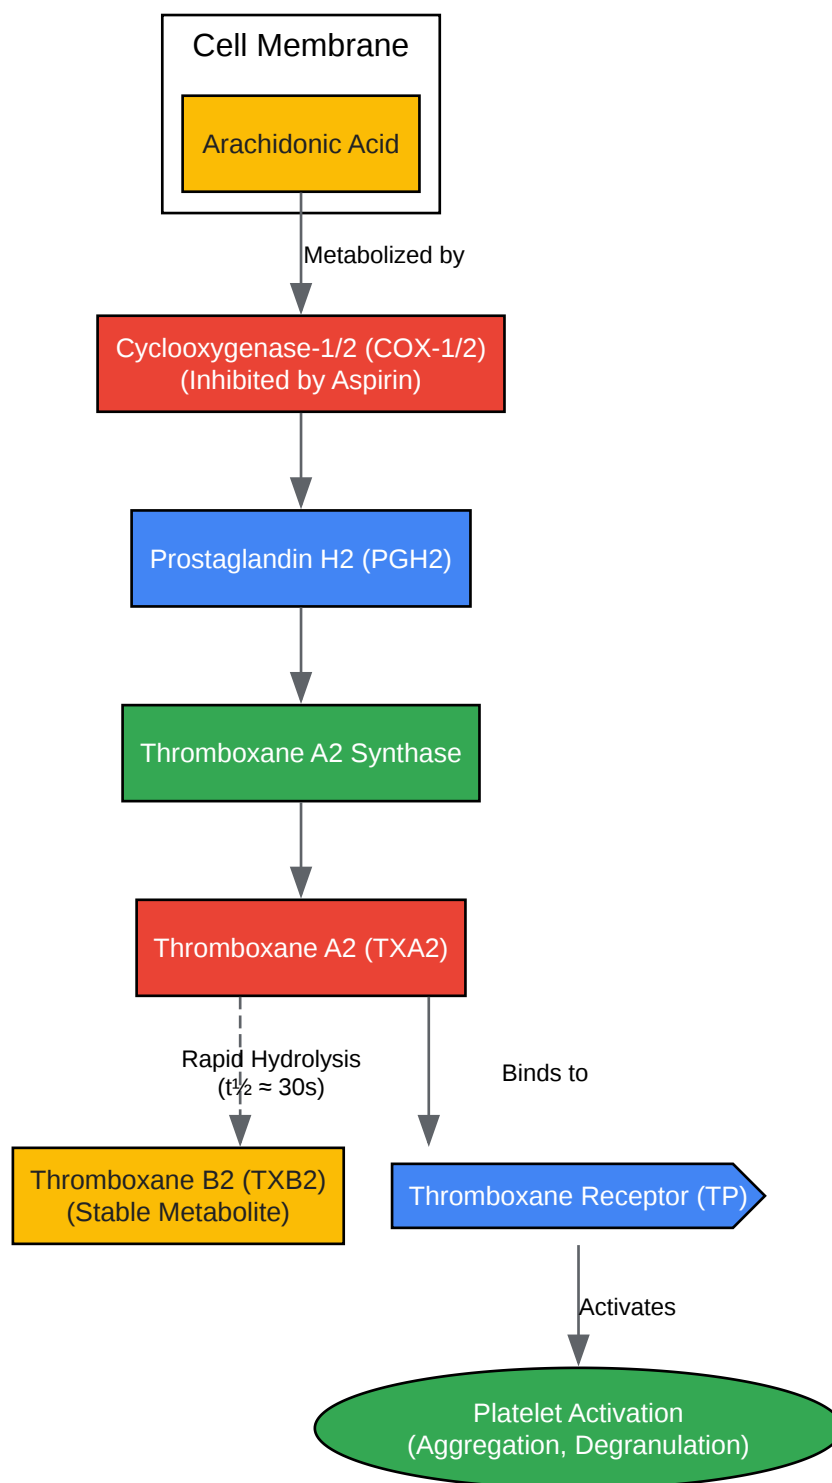 Cell Membrane
Arachidonic Acid
Metabolized by
Cyclooxygenase-1/2 (COX-1/2)
(Inhibited by Aspirin)
Prostaglandin H2 (PGH2)
Thromboxane A2 Synthase
Thromboxane A2 (TXA2)
Rapid Hydrolysis
(t½ ≈ 30s)
Binds to
Thromboxane B2 (TXB2)
(Stable Metabolite)
Thromboxane Receptor (TP)
Activates
Platelet Activation
(Aggregation, Degranulation)